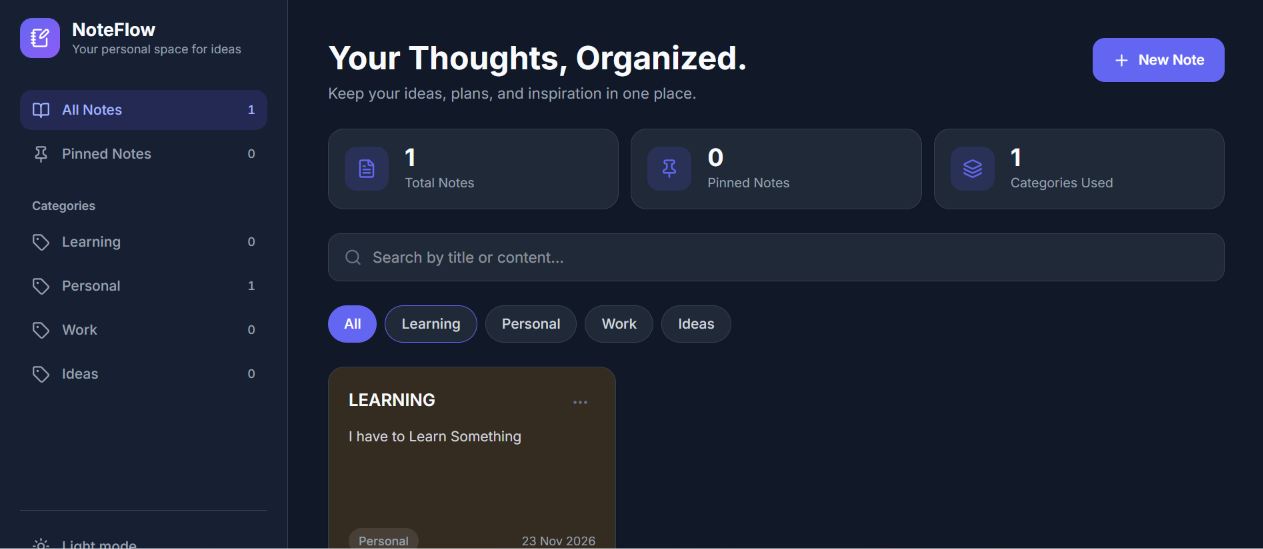 NoteFlow
Your personal space for ideas
All Notes 1
Pinned Notes 0
Categories
Learning 0
Personal 1
Work 0
Ideas 0
Light mode
Your Thoughts, Organized.
Keep your ideas, plans, and inspiration in one place.
+ New Note
1
Total Notes
0
Pinned Notes
1
Categories Used
Search by title or content...
All Learning Personal Work Ideas
LEARNING ...
I have to Learn Something
Personal 23 Nov 2026